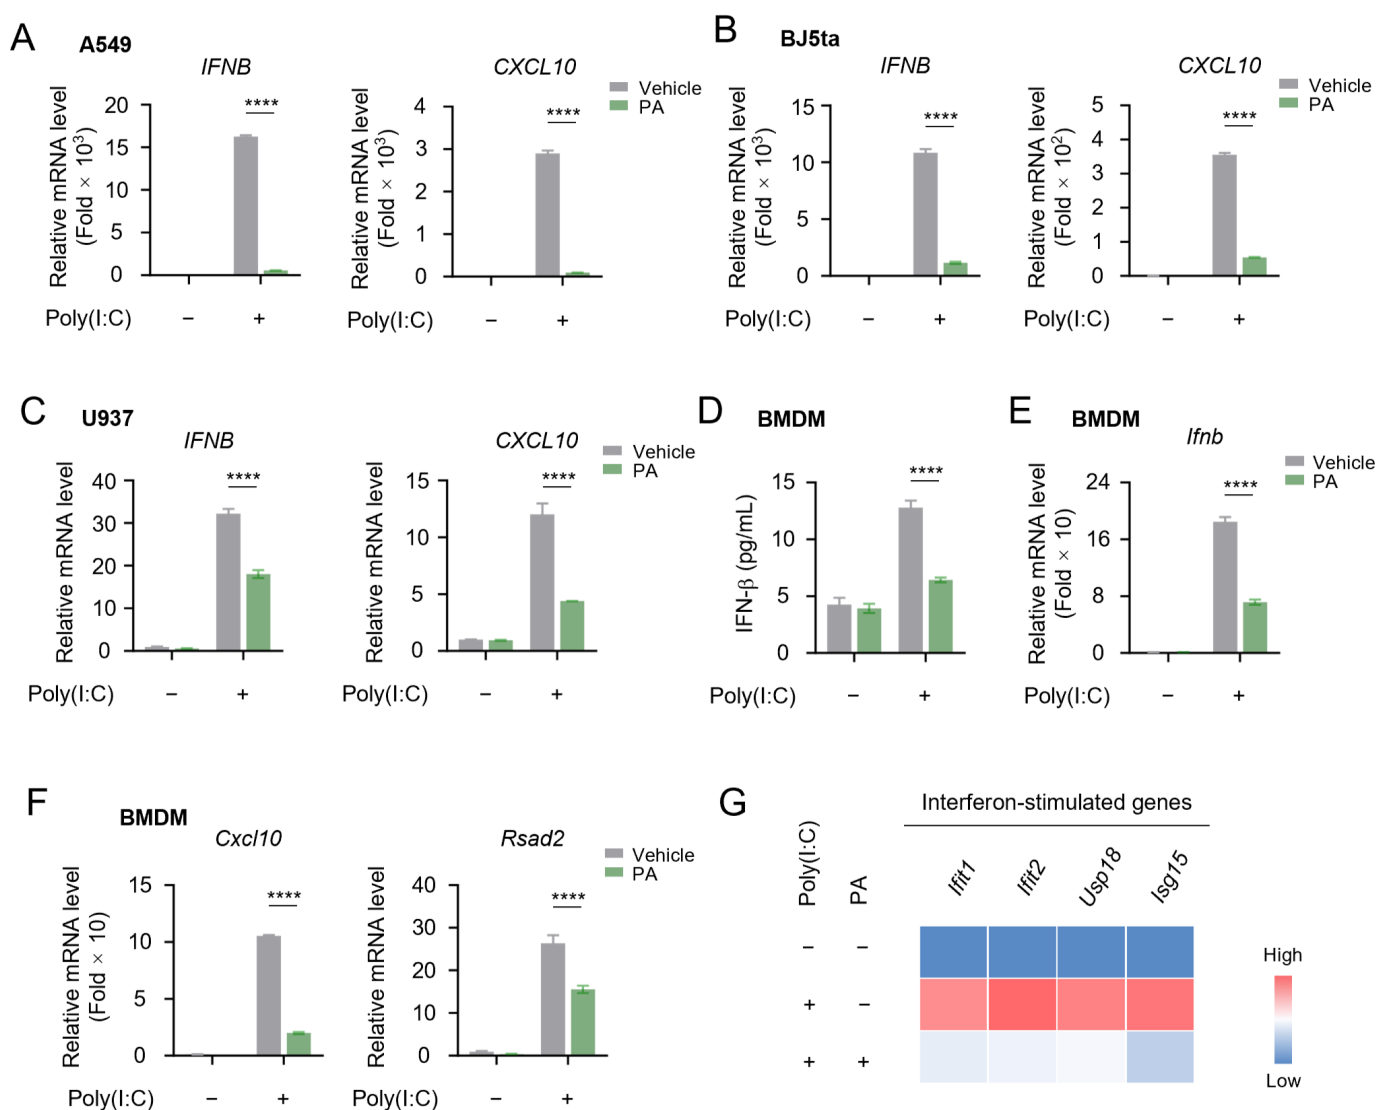 A
A549
IFNB
Relative mRNA level
(Fold × 10³)
20
15
10
5
0
****
Poly(I:C)
−
+
CXCL10
Relative mRNA level
(Fold × 10³)
4
3
2
1
0
****
Poly(I:C)
−
+
Vehicle
PA
B
BJ5ta
IFNB
Relative mRNA level
(Fold × 10³)
15
10
5
0
****
Poly(I:C)
−
+
CXCL10
Relative mRNA level
(Fold × 10²)
5
4
3
2
1
0
****
Poly(I:C)
−
+
Vehicle
PA
C
U937
IFNB
Relative mRNA level
40
30
20
10
0
****
Poly(I:C)
−
+
CXCL10
Relative mRNA level
15
10
5
0
****
Poly(I:C)
−
+
Vehicle
PA
D
BMDM
IFN-β (pg/mL)
15
10
5
0
****
Poly(I:C)
−
+
E
BMDM
Ifnb
Relative mRNA level
(Fold × 10)
24
16
8
0
****
Poly(I:C)
−
+
Vehicle
PA
F
BMDM
Cxcl10
Relative mRNA level
(Fold × 10)
15
10
5
0
****
Poly(I:C)
−
+
Rsad2
Relative mRNA level
40
30
20
10
0
****
Poly(I:C)
−
+
Vehicle
PA
G
Interferon-stimulated genes
Poly(I:C)
PA
Ifit1
Ifit2
Usp18
Isg15
− −
+ −
+ +
High
Low